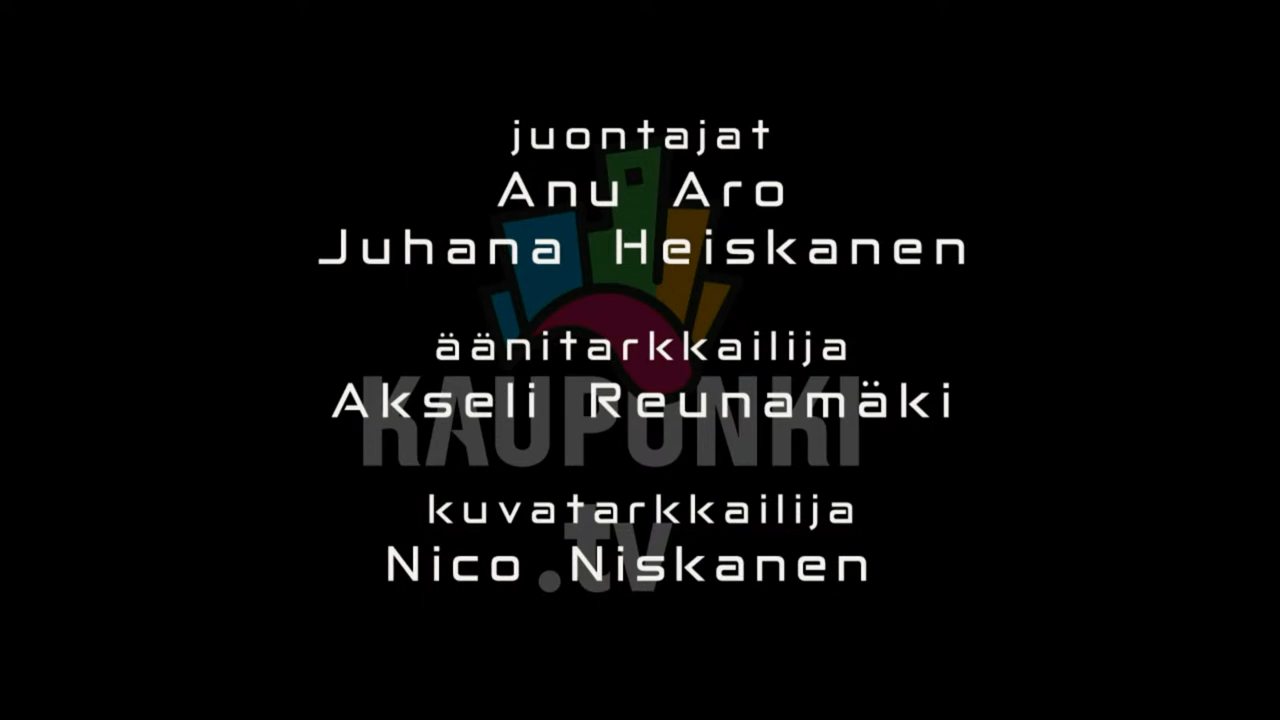 juontajat
Anu Aro
Juhana Heiskanen
äänitarkkailija
Akseli Reunamäki
KAUPUNKI
kuvatarkkailija
Nico Niskanen
.tv